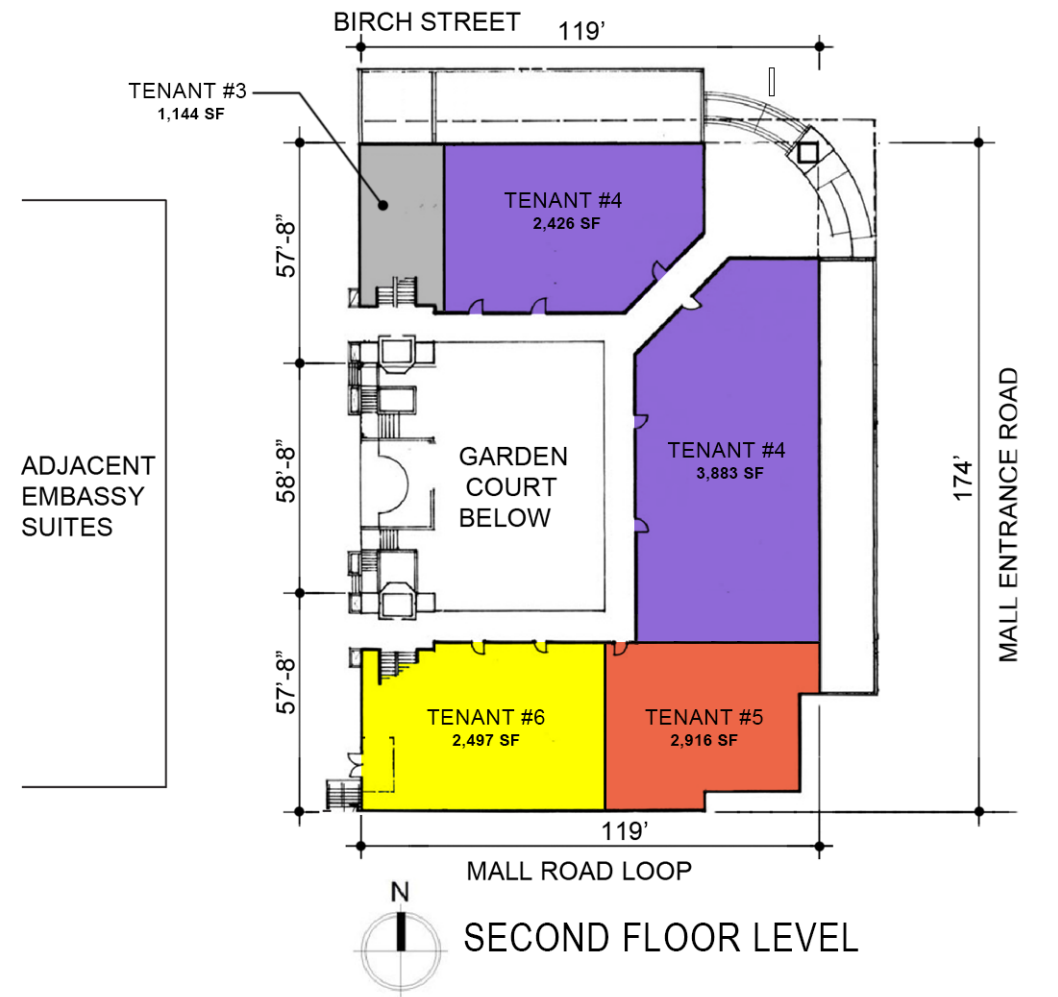 BIRCH STREET
119’
TENANT #3
1,144 SF
TENANT #4
2,426 SF
57’-8”
58’-8”
57’-8”
ADJACENT
EMBASSY
SUITES
GARDEN
COURT
BELOW
TENANT #4
3,883 SF
174’
MALL ENTRANCE ROAD
TENANT #6
2,497 SF
TENANT #5
2,916 SF
119’
MALL ROAD LOOP
N
SECOND FLOOR LEVEL